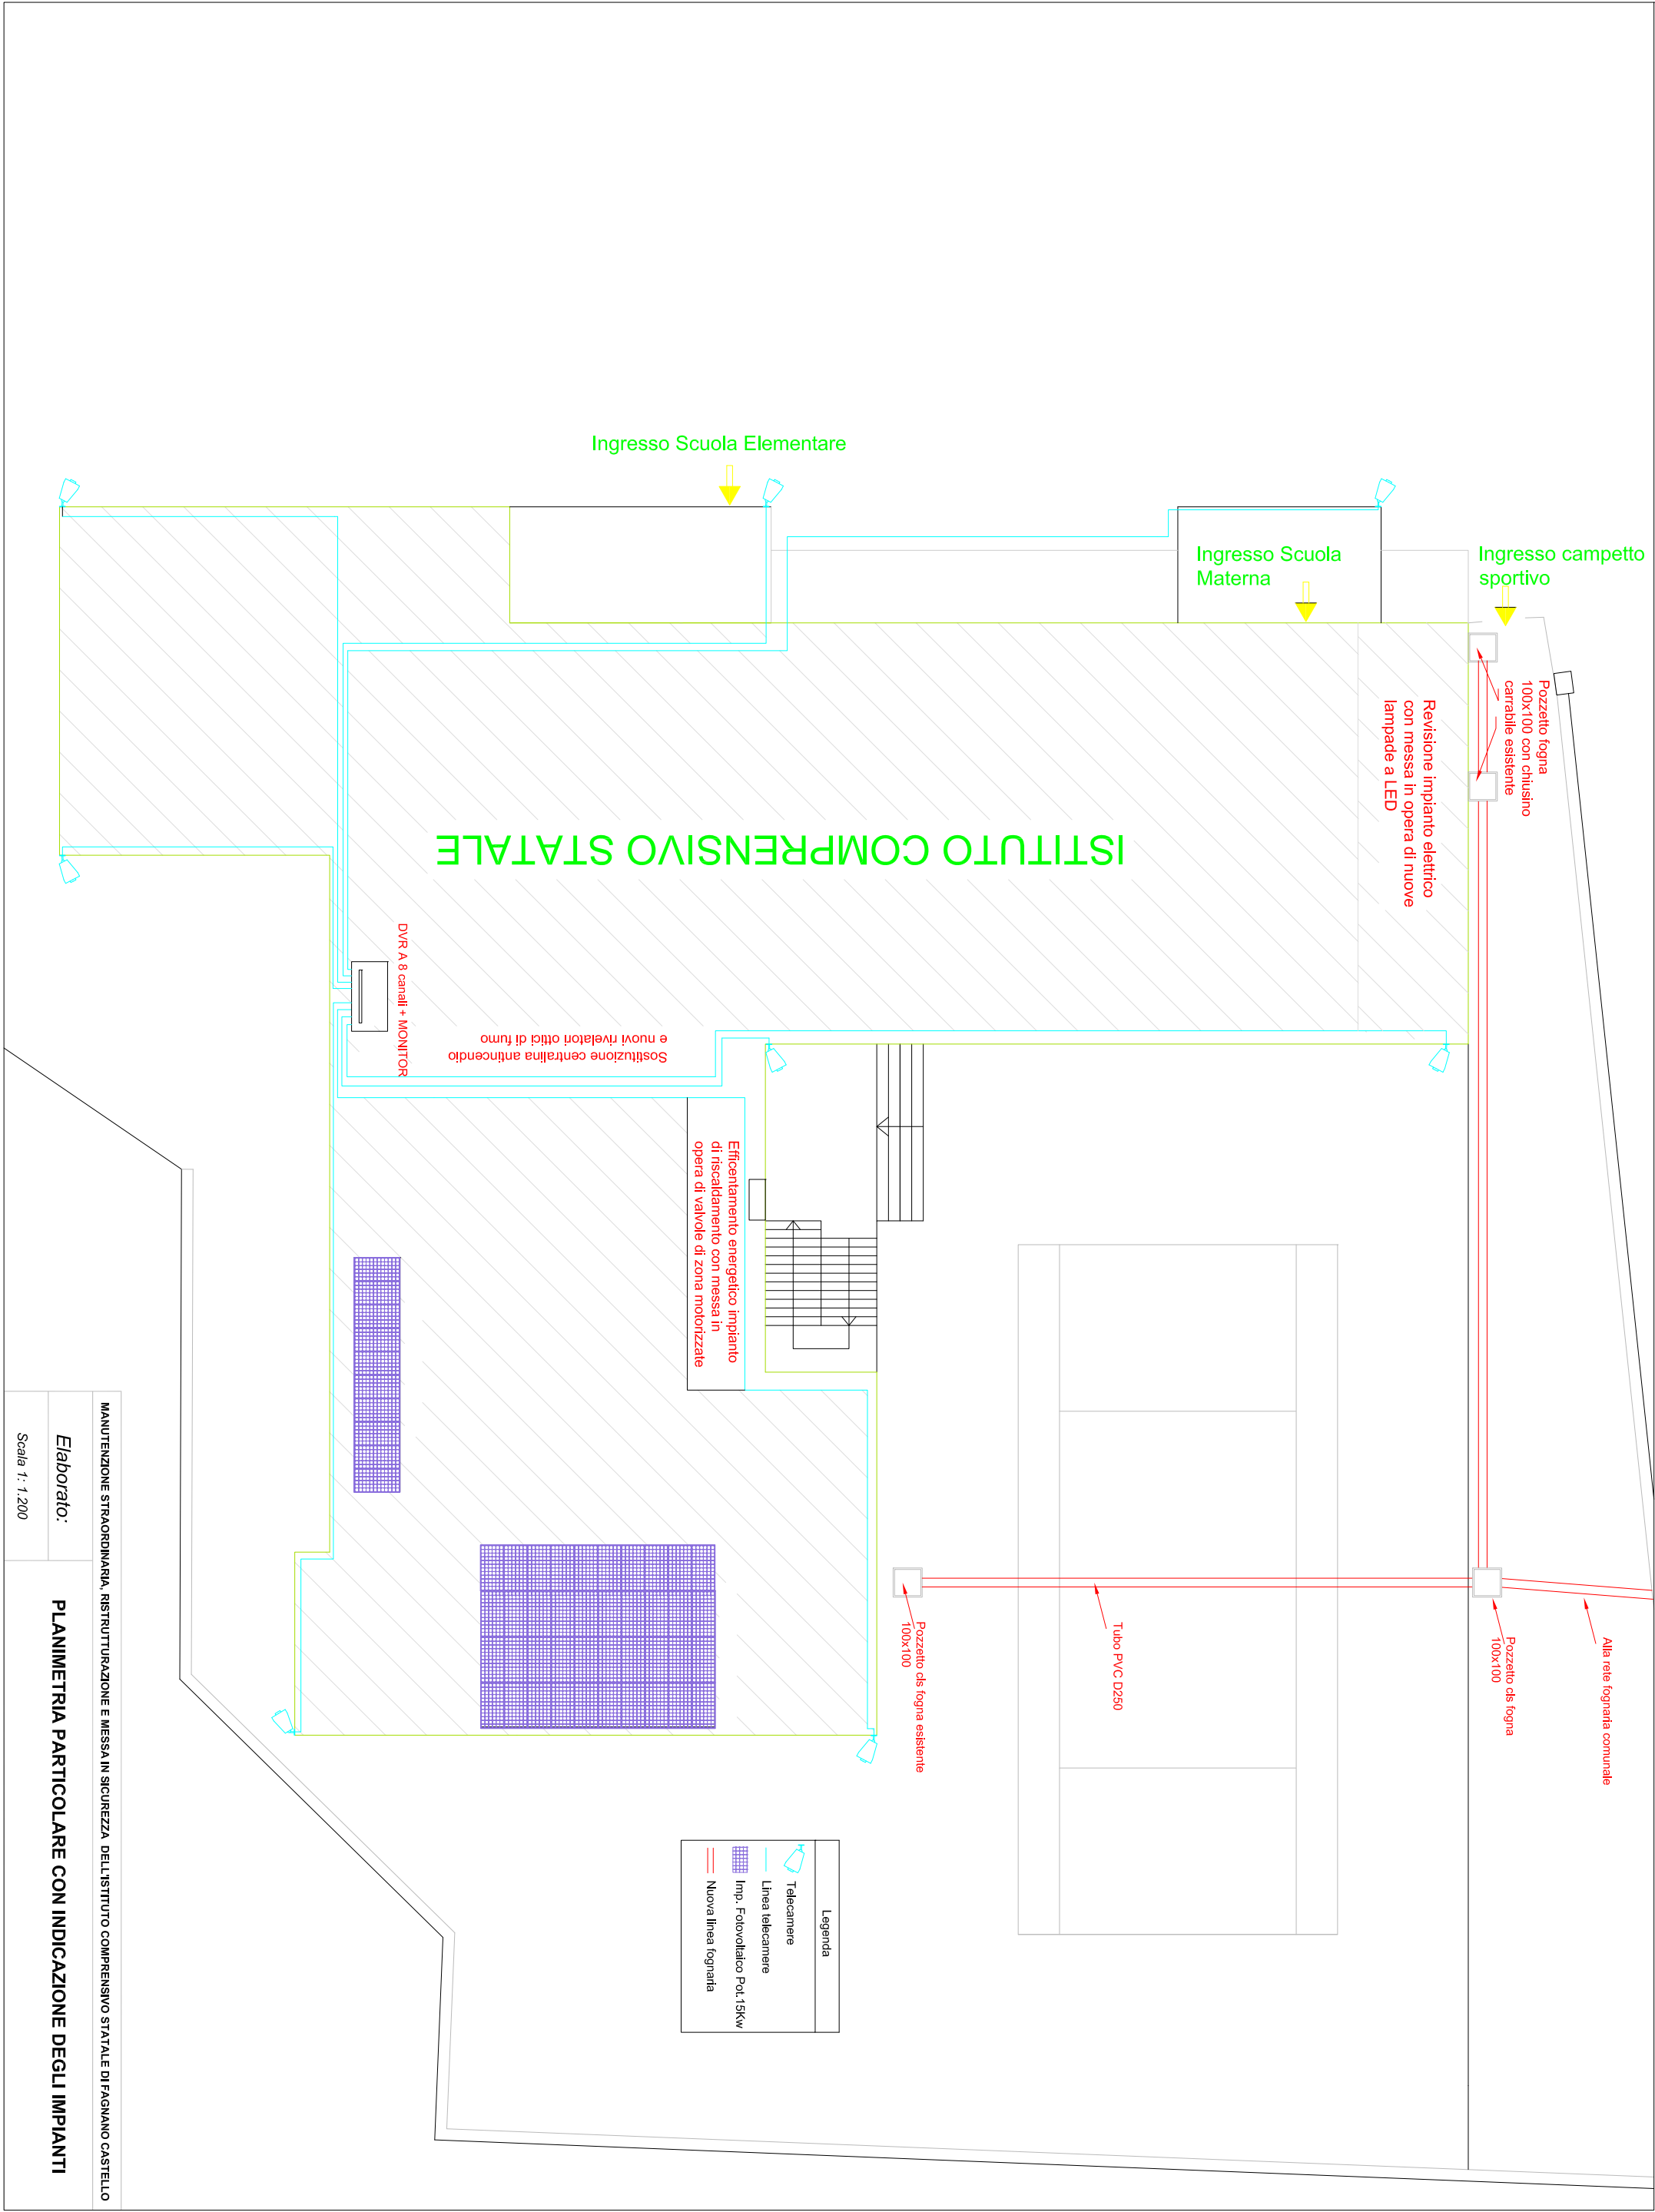 Ingresso Scuola Elementare
Ingresso Scuola
Materna
Ingresso campetto
sportivo
Pozzetto fogna
100x100 con chiusino
carrabile esistente
Revisione impianto elettrico
con messa in opera di nuove
lampade a LED
ISTITUTO COMPRENSIVO STATALE
DVR A 8 canali + MONITOR
Sostituzione centralina antincendio
e nuovi rivelatori ottici di fumo
Efficentamento energetico impianto
di riscaldamento con messa in
opera di valvole di zona motorizzate
Alla rete fognaria comunale
Pozzetto cls fogna
100x100
Tubo PVC D250
Pozzetto cls fogna esistente
100x100
Legenda
Telecamere
Linea telecamere
Imp. Fotovoltaico Pot.15Kw
Nuova linea fognaria
MANUTENZIONE STRAORDINARIA, RISTRUTTURAZIONE E MESSA IN SICUREZZA DELL'ISTITUTO COMPRENSIVO STATALE DI FAGNANO CASTELLO
Elaborato:
PLANIMETRIA PARTICOLARE CON INDICAZIONE DEGLI IMPIANTI
Scala 1: 1.200